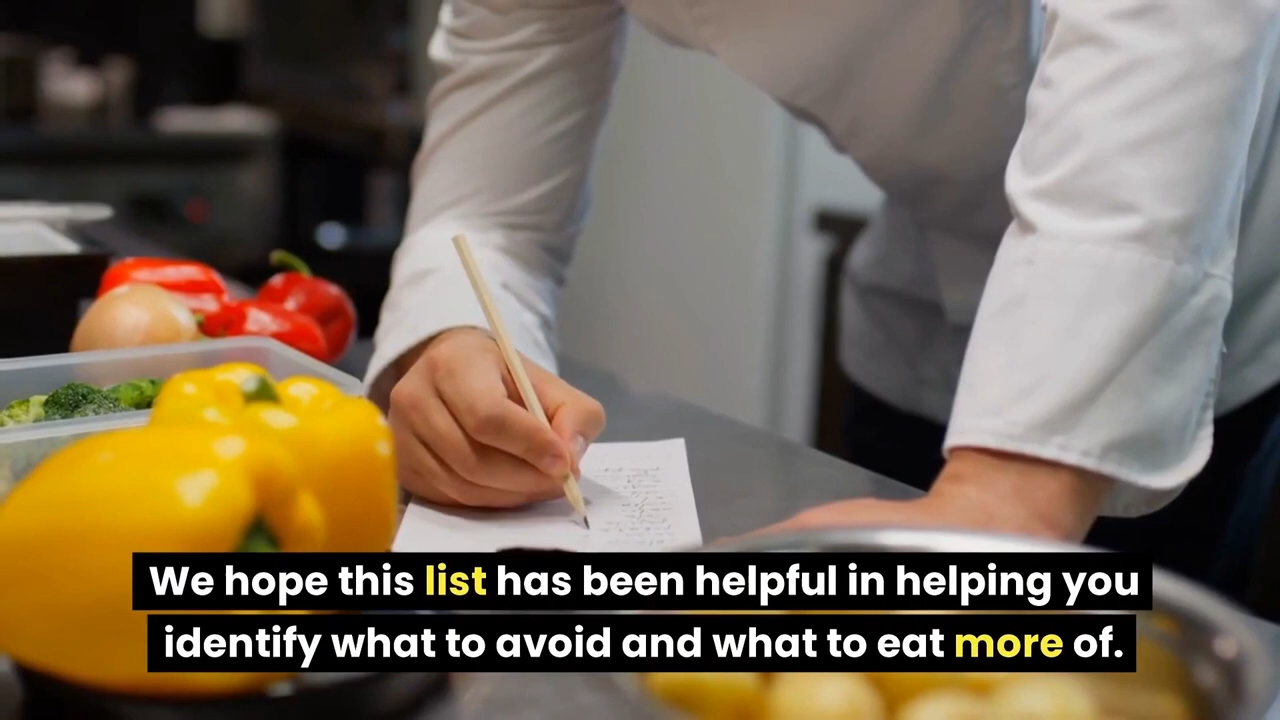 We hope this list has been helpful in helping you
identify what to avoid and what to eat more of.